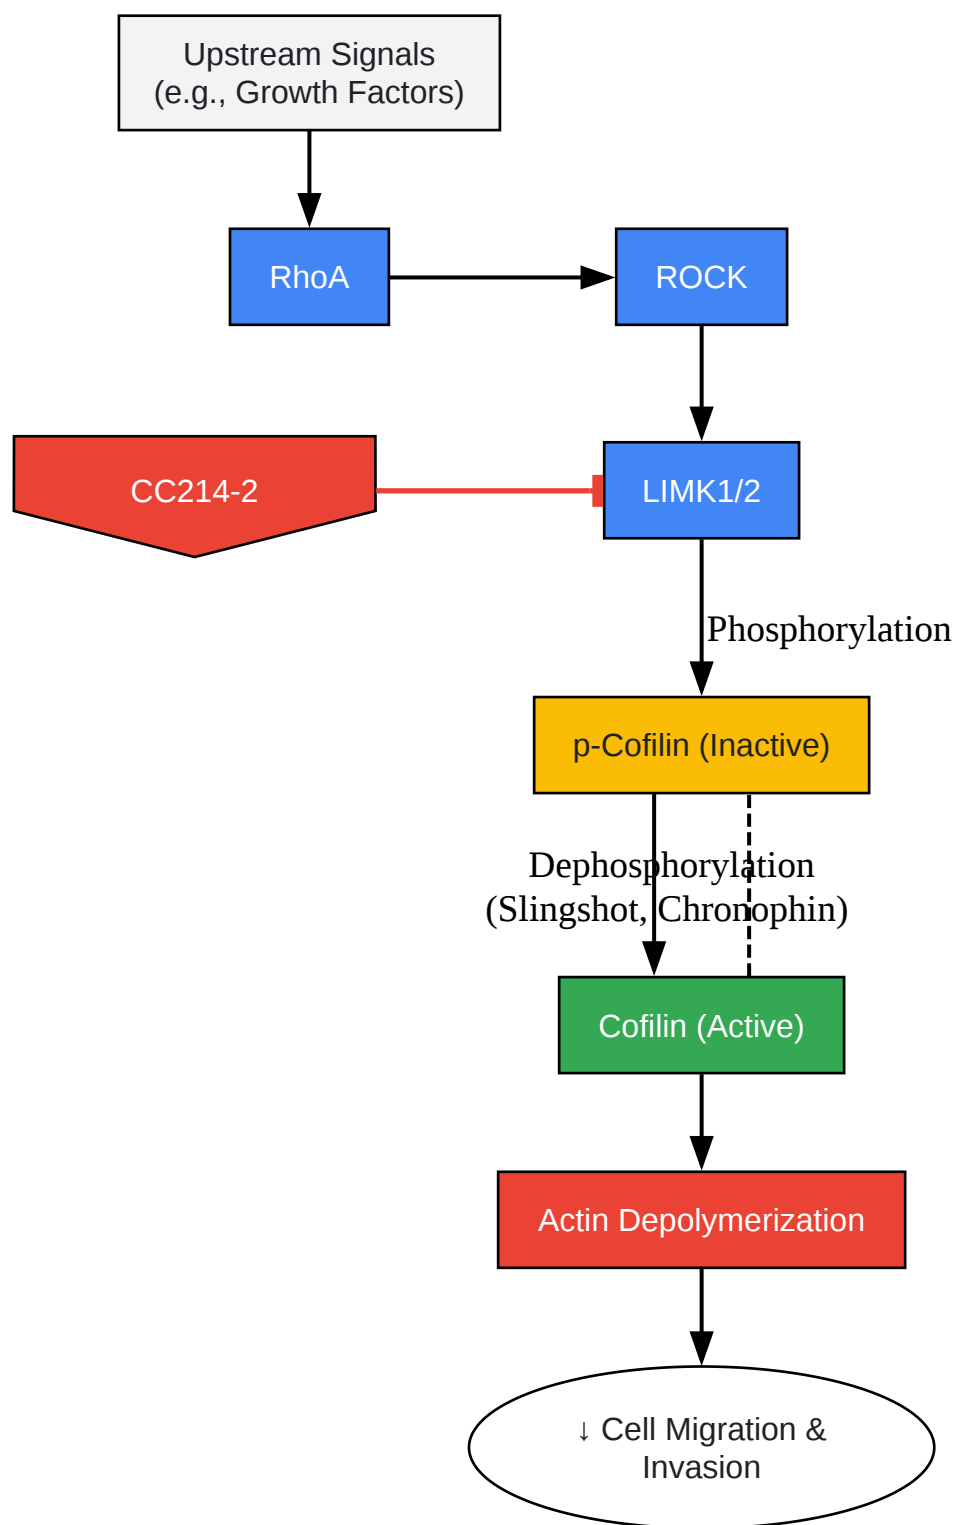 Upstream Signals
(e.g., Growth Factors)
RhoA
ROCK
CC214-2
LIMK1/2
Phosphorylation
p-Cofilin (Inactive)
Dephosphorylation
(Slingshot, Chronophin)
Cofilin (Active)
Actin Depolymerization
↓ Cell Migration &
Invasion